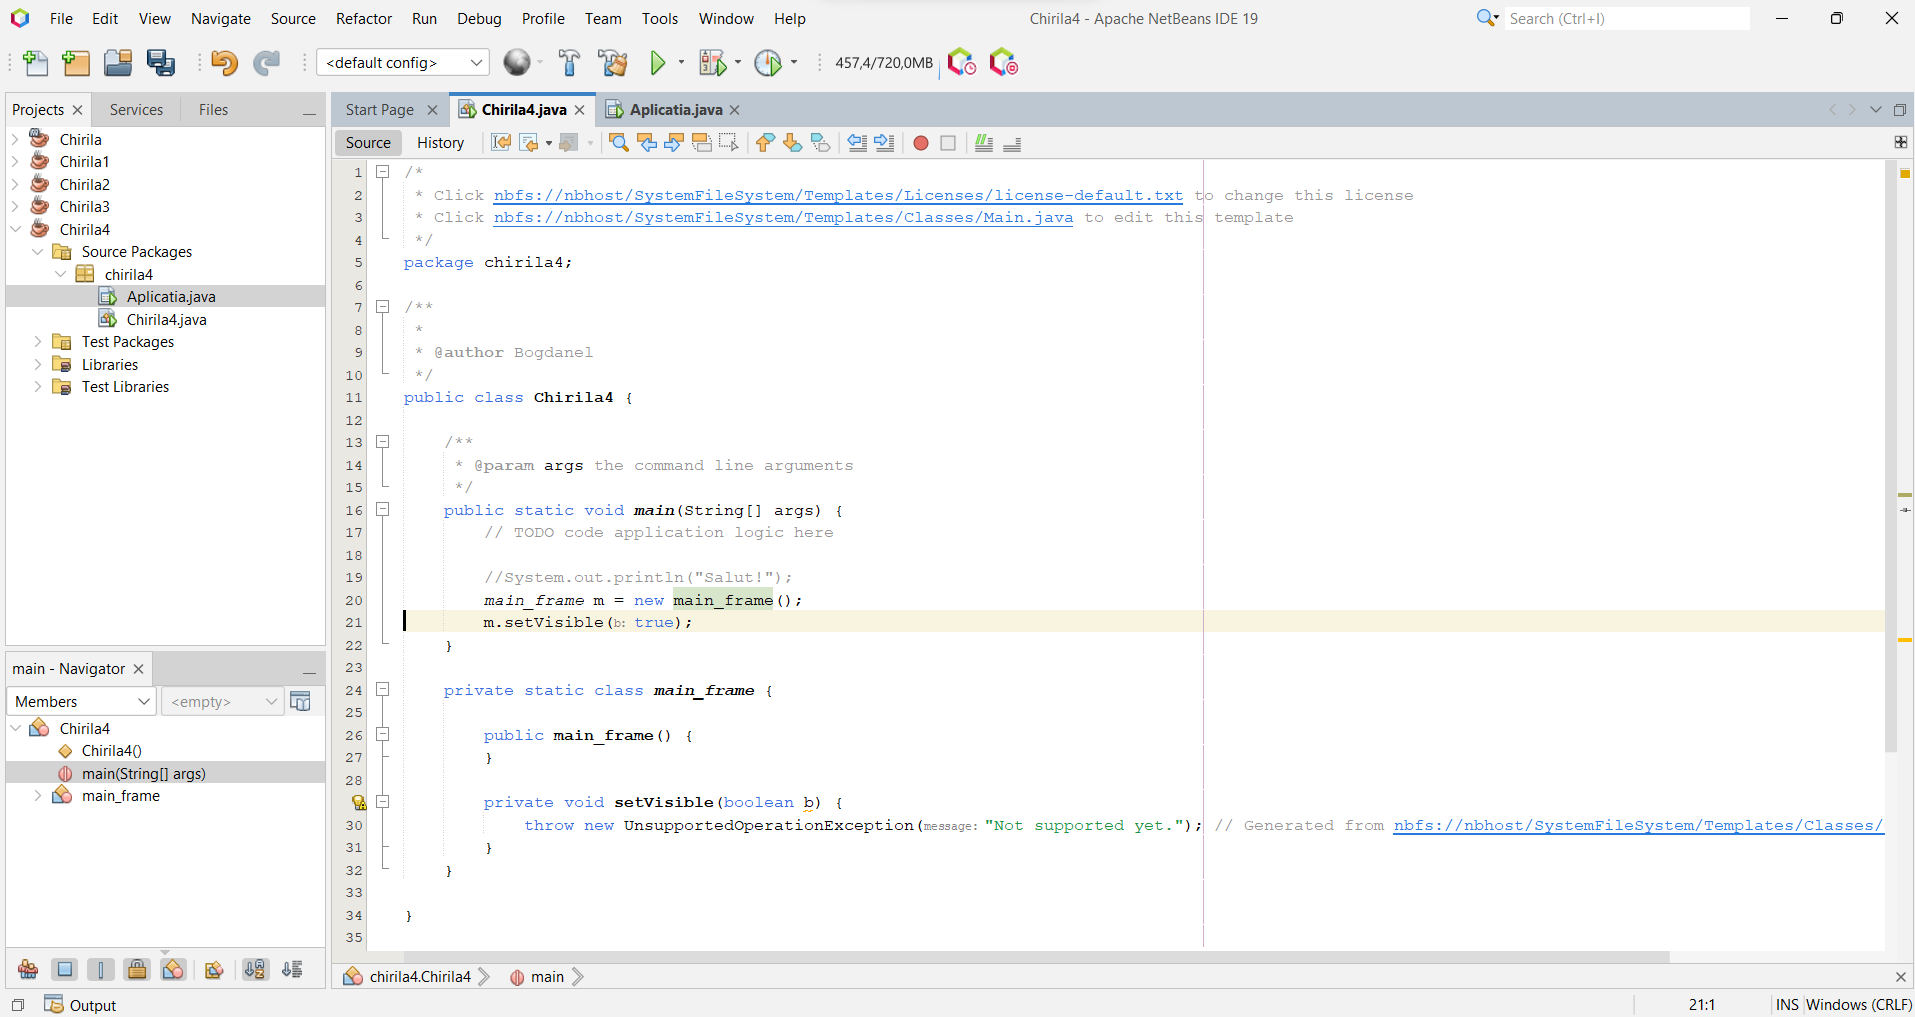 File Edit View Navigate Source Refactor Run Debug Profile Team Tools Window Help
Chirila4 - Apache NetBeans IDE 19
Search (Ctrl+I)
<default config>
457,4/720,0MB
Projects Services Files
Start Page Chirila4.java Aplicatia.java
Source History
Chirila
Chirila1
Chirila2
Chirila3
Chirila4
Source Packages
chirila4
Aplicatia.java
Chirila4.java
Test Packages
Libraries
Test Libraries
1 /*
2 * Click nbfs://nbhost/SystemFileSystem/Templates/Licenses/license-default.txt to change this license
3 * Click nbfs://nbhost/SystemFileSystem/Templates/Classes/Main.java to edit this template
4 */
5 package chirila4;
6
7 /**
8 *
9 * @author Bogdanel
10 */
11 public class Chirila4 {
12
13 /**
14 * @param args the command line arguments
15 */
16 public static void main(String[] args) {
17 // TODO code application logic here
18
19 //System.out.println("Salut!");
20 main_frame m = new main_frame();
21 m.setVisible(b: true);
22 }
23
24 private static class main_frame {
25
26 public main_frame() {
27 }
28
private void setVisible(boolean b) {
30 throw new UnsupportedOperationException(message: "Not supported yet."); // Generated from nbfs://nbhost/SystemFileSystem/Templates/Classes/
31 }
32 }
33
34 }
35
main - Navigator
Members <empty>
Chirila4
Chirila4()
main(String[] args)
main_frame
chirila4.Chirila4 main
Output
21:1 INS Windows (CRLF)